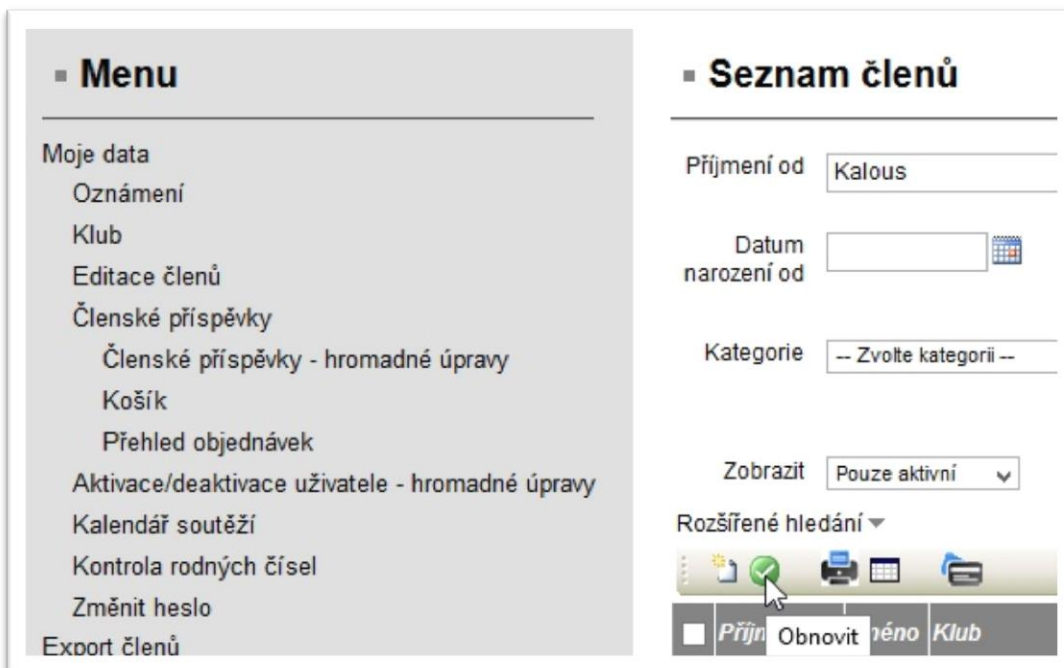 Menu
Moje data
Oznámení
Klub
Editace členů
Členské příspěvky
Členské příspěvky - hromadné úpravy
Košík
Přehled objednávek
Aktivace/deaktivace uživatele - hromadné úpravy
Kalendář soutěží
Kontrola rodných čísel
Změnit heslo
Export členů
Seznam členů
Příjmení od
Kalous
Datum
narození od
Kategorie
-- Zvolte kategorii --
Zobrazit
Pouze aktivní
Rozšířené hledání
Obnovit
Klub